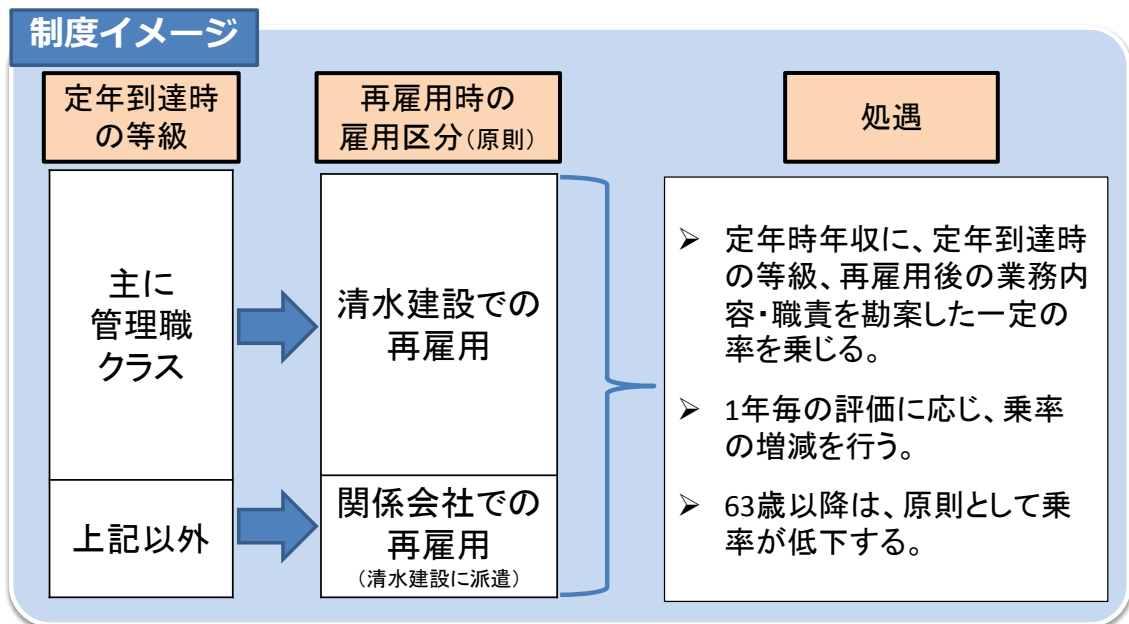 制度イメージ
定年到達時
の等級
再雇用時の
雇用区分(原則)
処遇
主に
管理職
クラス
清水建設での
再雇用
上記以外
関係会社での
再雇用
(清水建設に派遣)
➢ 定年時年収に、定年到達時
の等級、再雇用後の業務内
容・職責を勘案した一定の
率を乗じる。
➢ 1年毎の評価に応じ、乗率
の増減を行う。
➢ 63歳以降は、原則として乗
率が低下する。